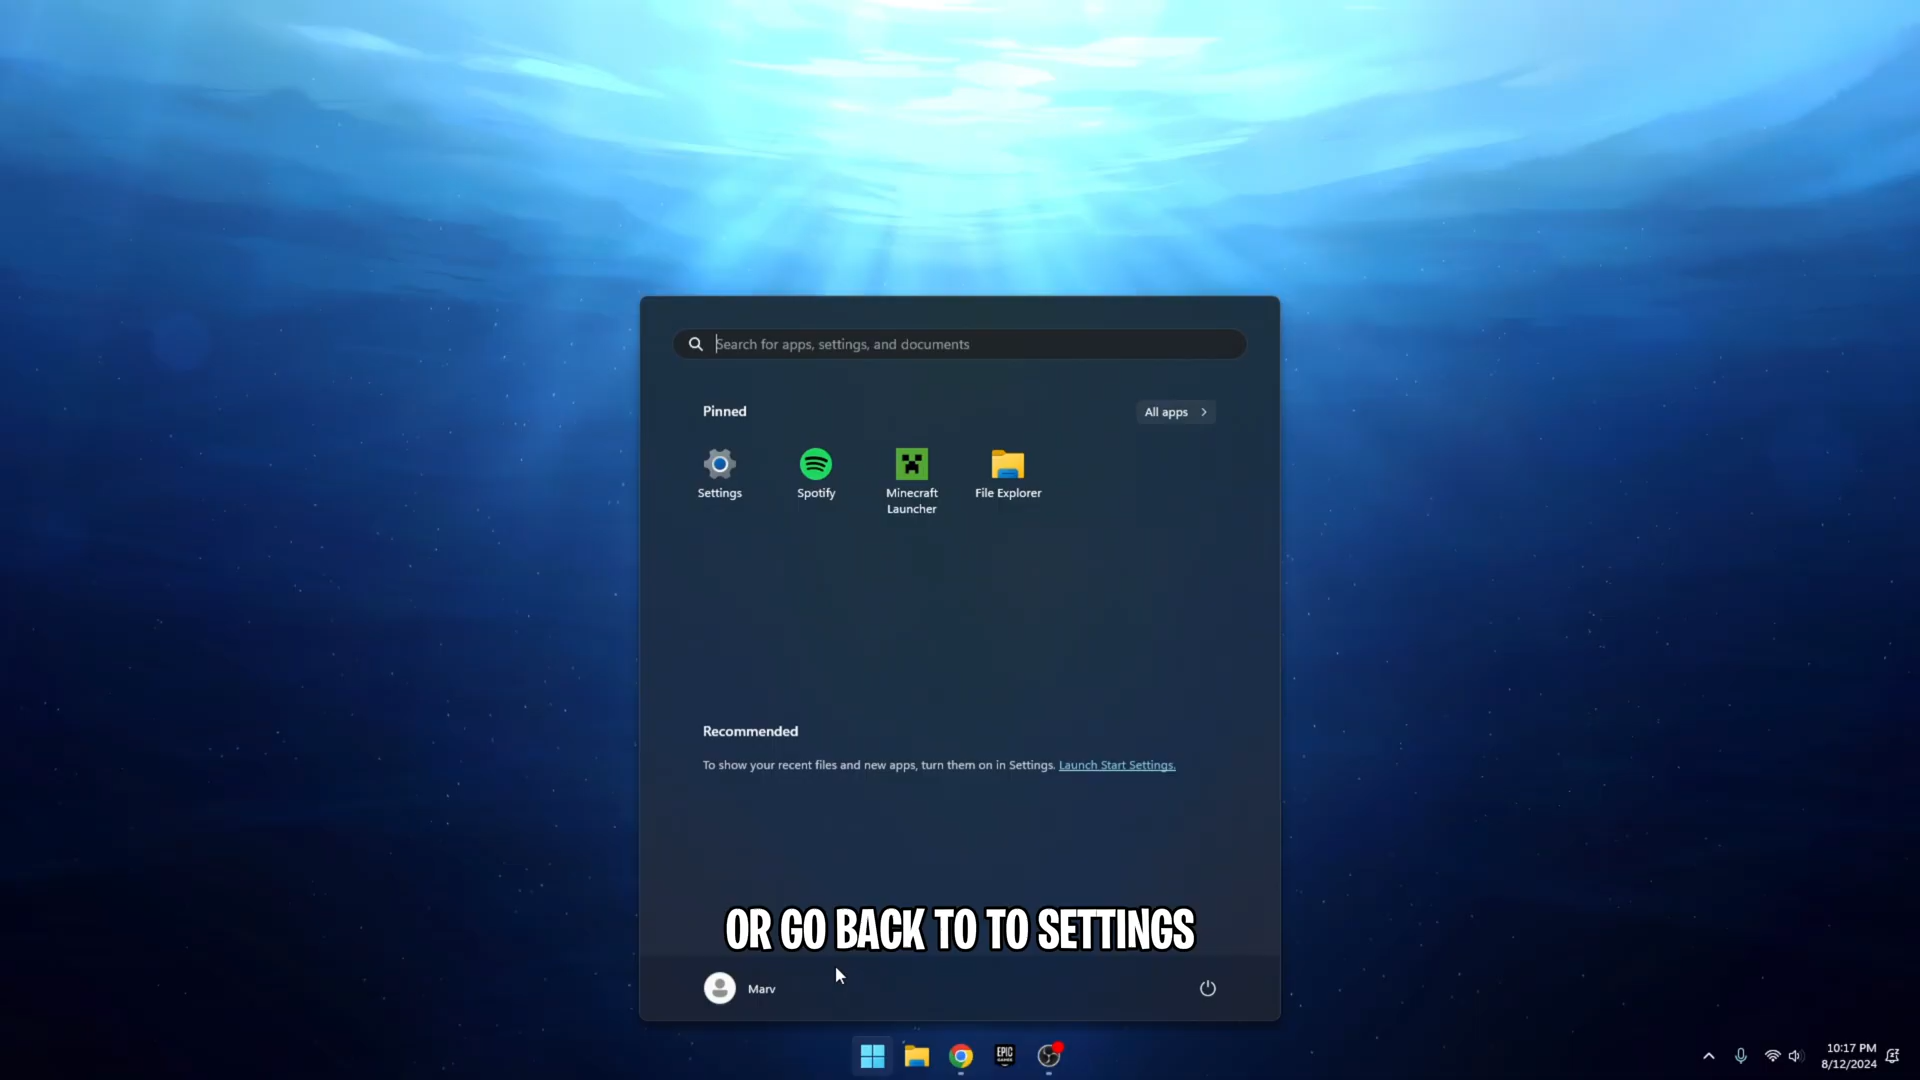 Search for apps, settings, and documents
Pinned
All apps
Settings
Spotify
Minecraft
Launcher
File Explorer
Recommended
To show your recent files and new apps, turn them on in Settings. Launch Start Settings.
OR GO BACK TO TO SETTINGS
Marv
EPIC
GAMES
10:17 PM
8/12/2024